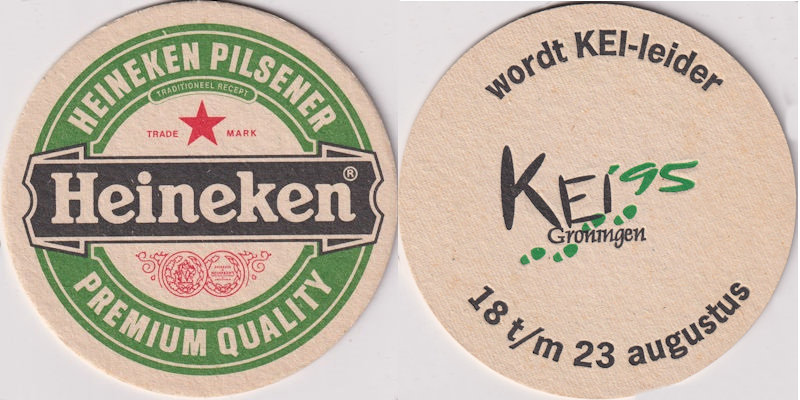 HEINEKEN PILSENER
TRADITIONEEL RECEPT
TRADE MARK
Heineken®
PREMIUM QUALITY
wordt KEI-leider
KEI '95
Groningen
18 t/m 23 augustus